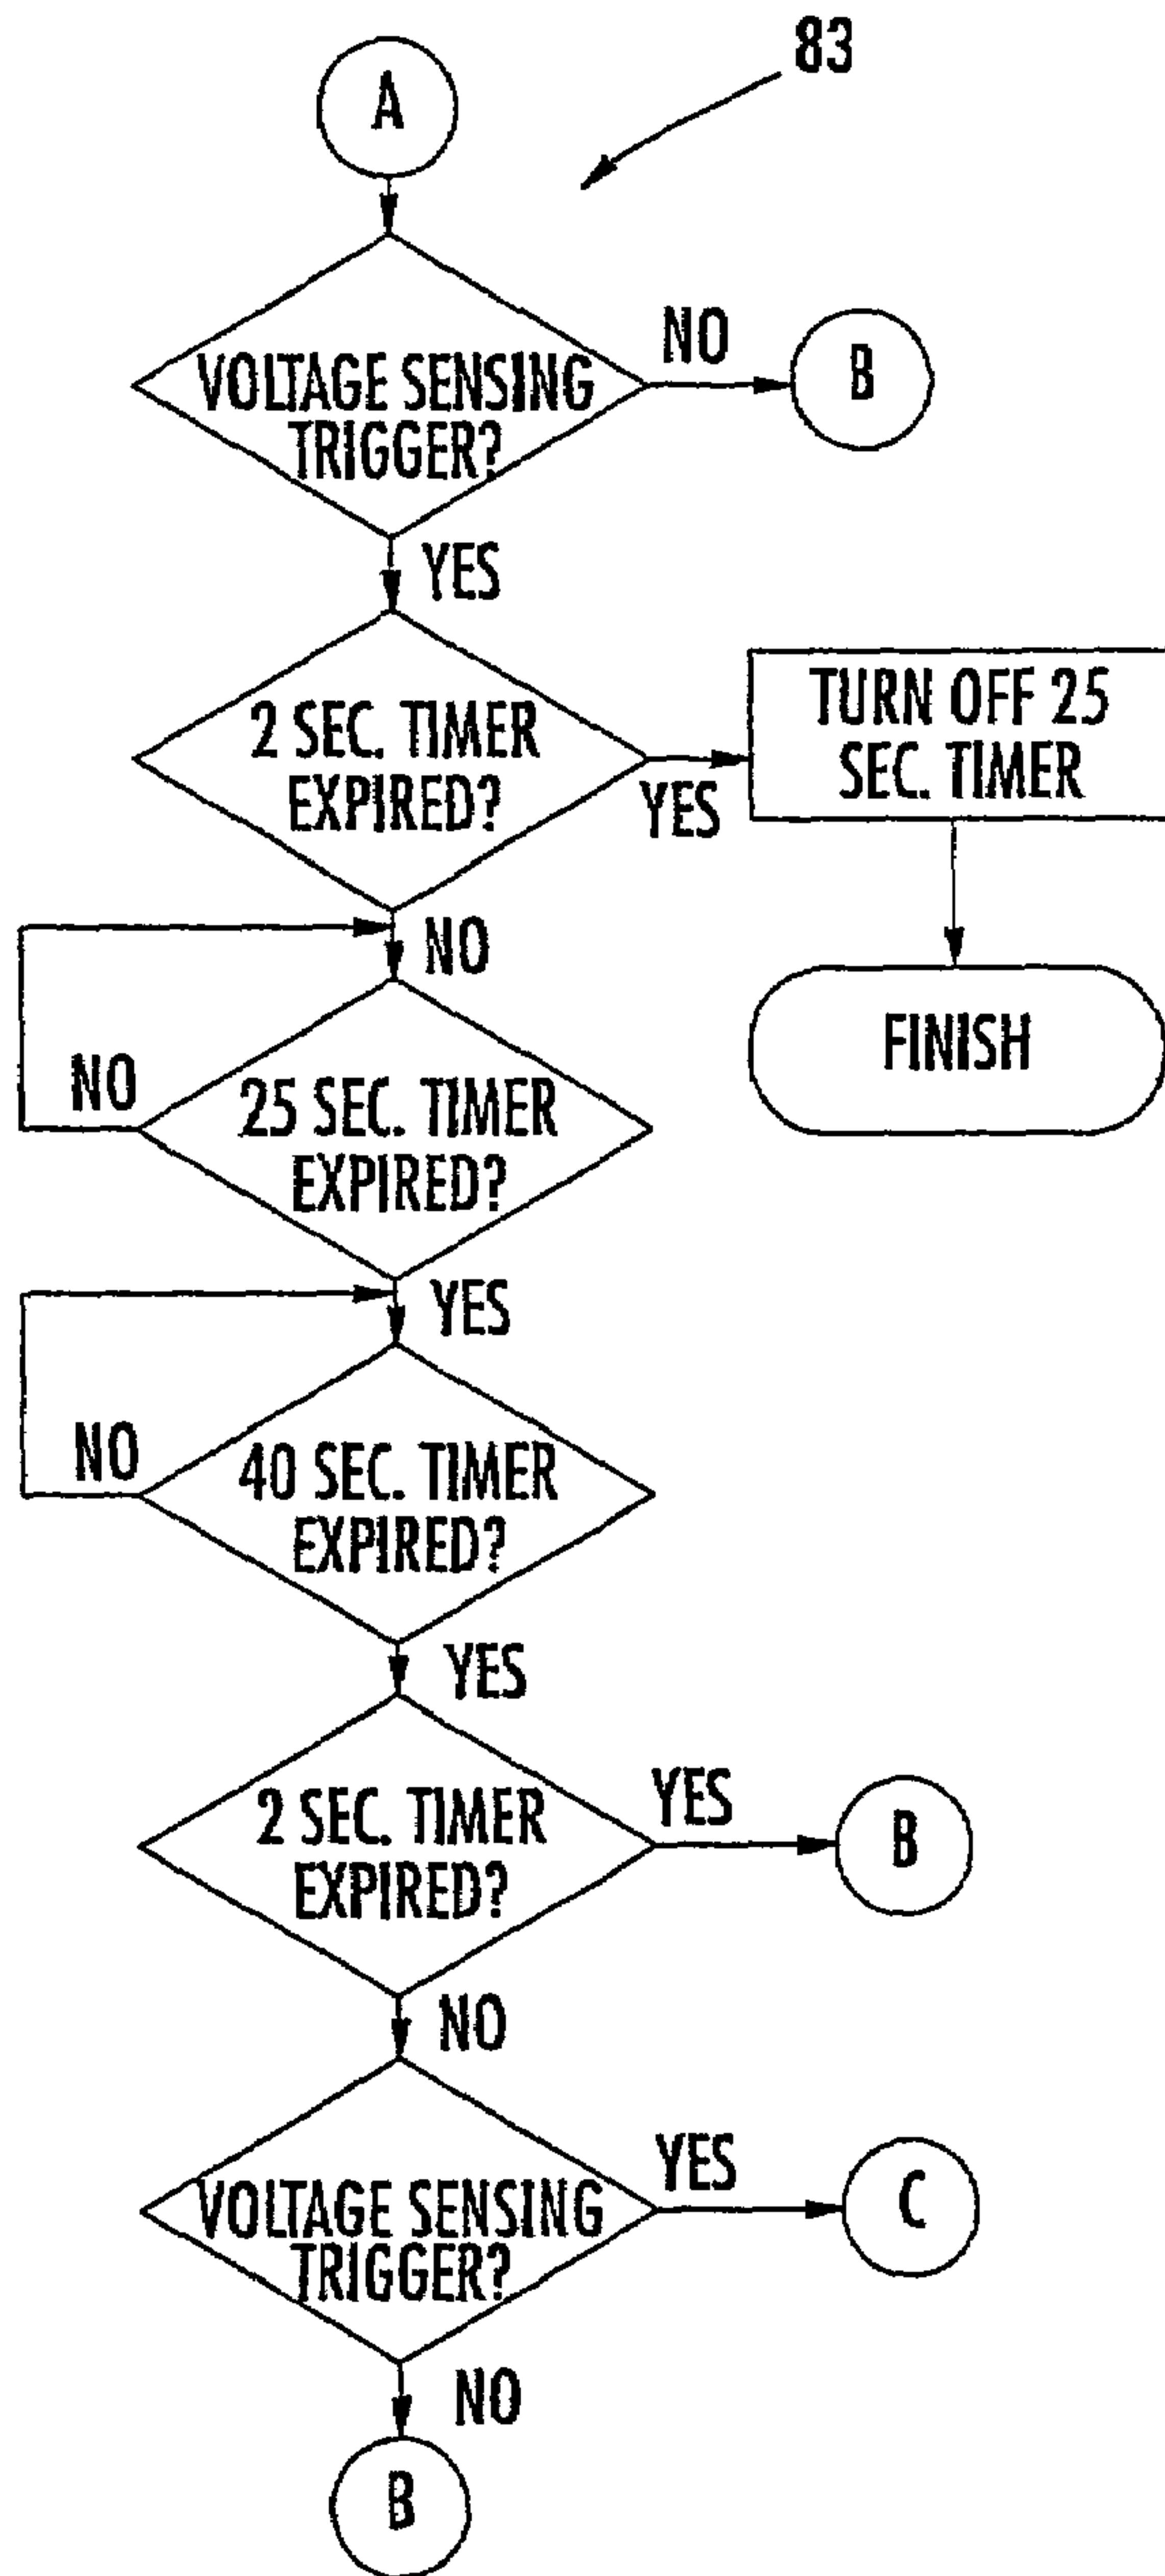 83
A
VOLTAGE SENSING
TRIGGER?
NO
B
YES
2 SEC. TIMER
EXPIRED?
YES
TURN OFF 25
SEC. TIMER
NO
FINISH
NO
25 SEC. TIMER
EXPIRED?
YES
NO
40 SEC. TIMER
EXPIRED?
YES
2 SEC. TIMER
EXPIRED?
YES
B
NO
VOLTAGE SENSING
TRIGGER?
YES
C
NO
B